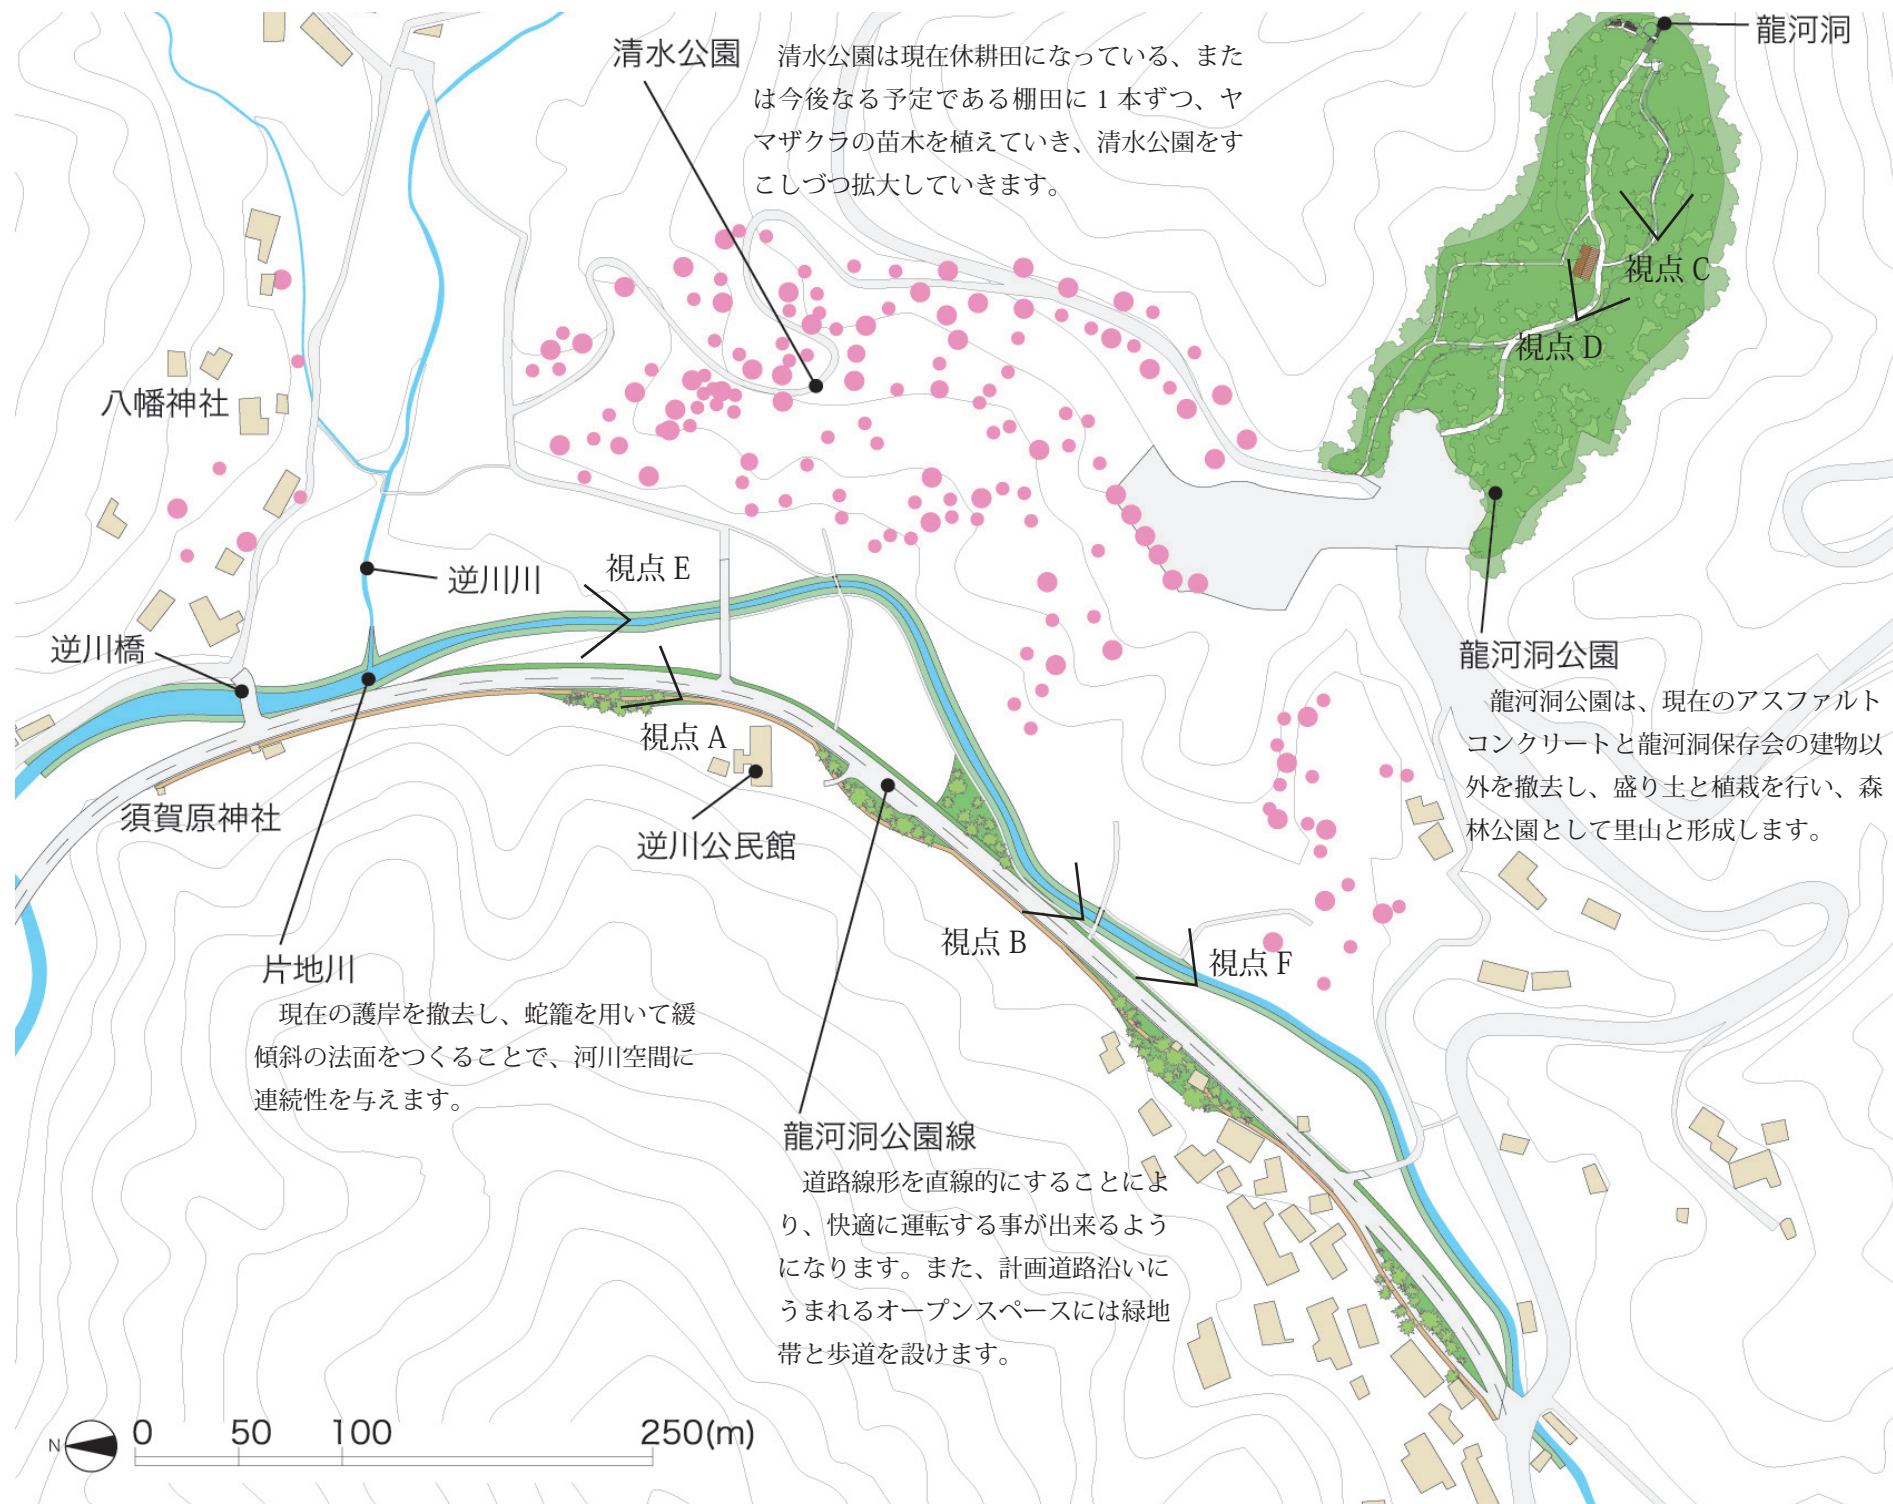 龍河洞
清水公園
清水公園は現在休耕田になっている、また
は今後なる予定である棚田に 1 本ずつ、ヤ
マザクラの苗木を植えていき、清水公園をす
こしづつ拡大していきます。
視点 C
視点 D
八幡神社
逆川川
視点 E
逆川橋
龍河洞公園
龍河洞公園は、現在のアスファルト
コンクリートと龍河洞保存会の建物以
外を撤去し、盛り土と植栽を行い、森
林公園として里山と形成します。
視点 A
須賀原神社
逆川公民館
視点 B
視点 F
片地川
現在の護岸を撤去し、蛇籠を用いて緩
傾斜の法面をつくることで、河川空間に
連続性を与えます。
龍河洞公園線
道路線形を直線的にすることによ
り、快適に運転する事が出来るよう
になります。また、計画道路沿いに
うまれるオープンスペースには緑地
帯と歩道を設けます。
N
0 50 100 250(m)